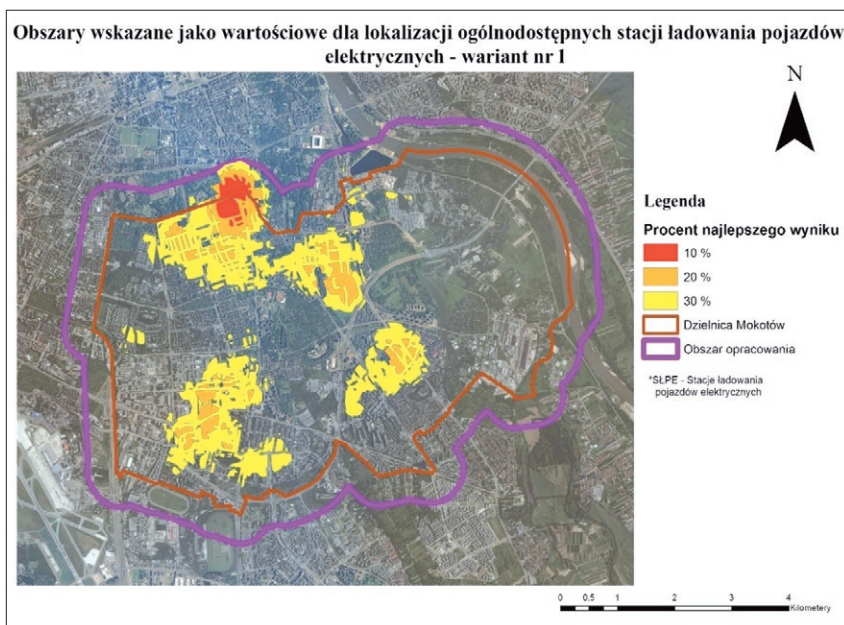 Obszary wskazane jako wartościowe dla lokalizacji ogólnodostępnych stacji ładowania pojazdów
elektrycznych - wariant nr 1
N
Legenda
Procent najlepszego wyniku
10 %
20 %
30 %
Dzielnica Mokotów
Obszar opracowania
*SŁPE - Stacje ładowania
pojazdów elektrycznych
0 0.5 1 2 3 4
Kilometery